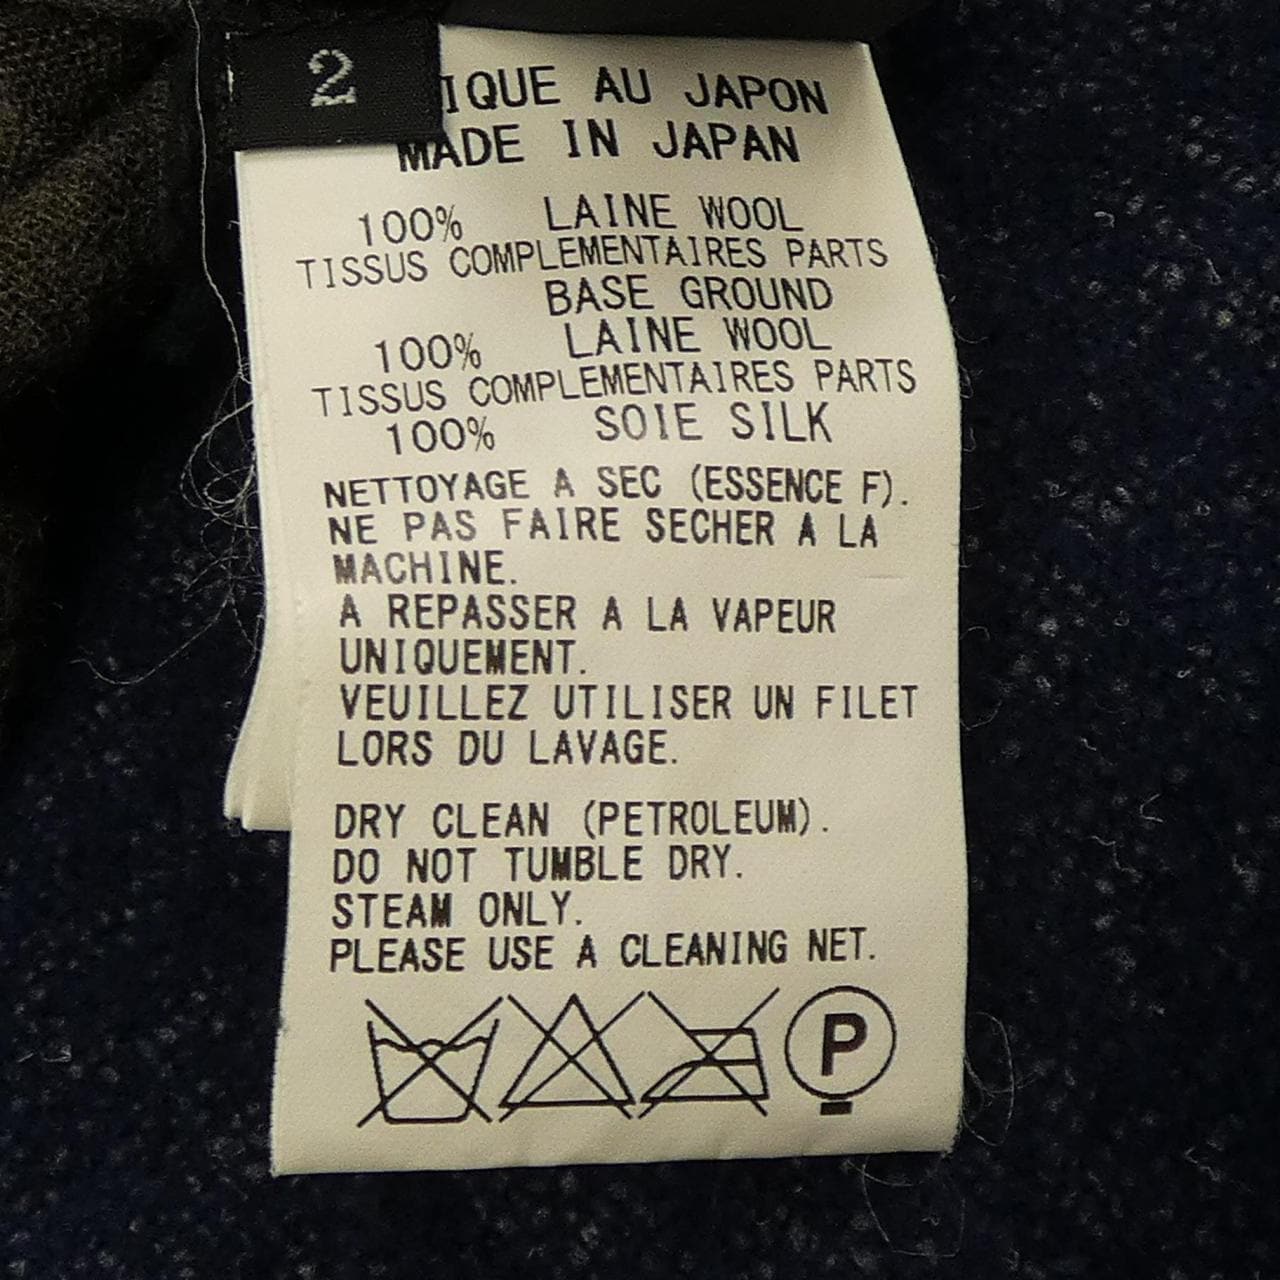 2
IQUE AU JAPON
MADE IN JAPAN
100% LAINE WOOL
TISSUS COMPLEMENTAIRES PARTS
BASE GROUND
100% LAINE WOOL
TISSUS COMPLEMENTAIRES PARTS
100% SOIE SILK
NETTOYAGE A SEC (ESSENCE F).
NE PAS FAIRE SECHER A LA
MACHINE.
A REPASSER A LA VAPEUR
UNIQUEMENT.
VEUILLEZ UTILISER UN FILET
LORS DU LAVAGE.
DRY CLEAN (PETROLEUM).
DO NOT TUMBLE DRY.
STEAM ONLY.
PLEASE USE A CLEANING NET.
P